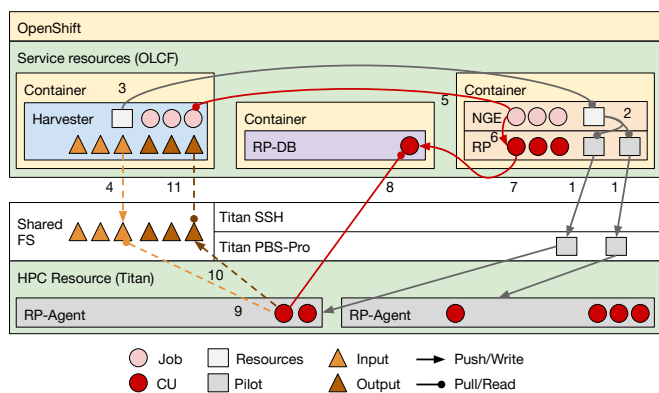 OpenShift
Service resources (OLCF)
Container
3
Harvester
Container
RP-DB
5
Container
NGE
2
RP
6
4
11
8
7
1
1
Shared
FS
Titan SSH
Titan PBS-Pro
HPC Resource (Titan)
10
RP-Agent
9
RP-Agent
Job
Resources
Input
Push/Write
CU
Pilot
Output
Pull/Read